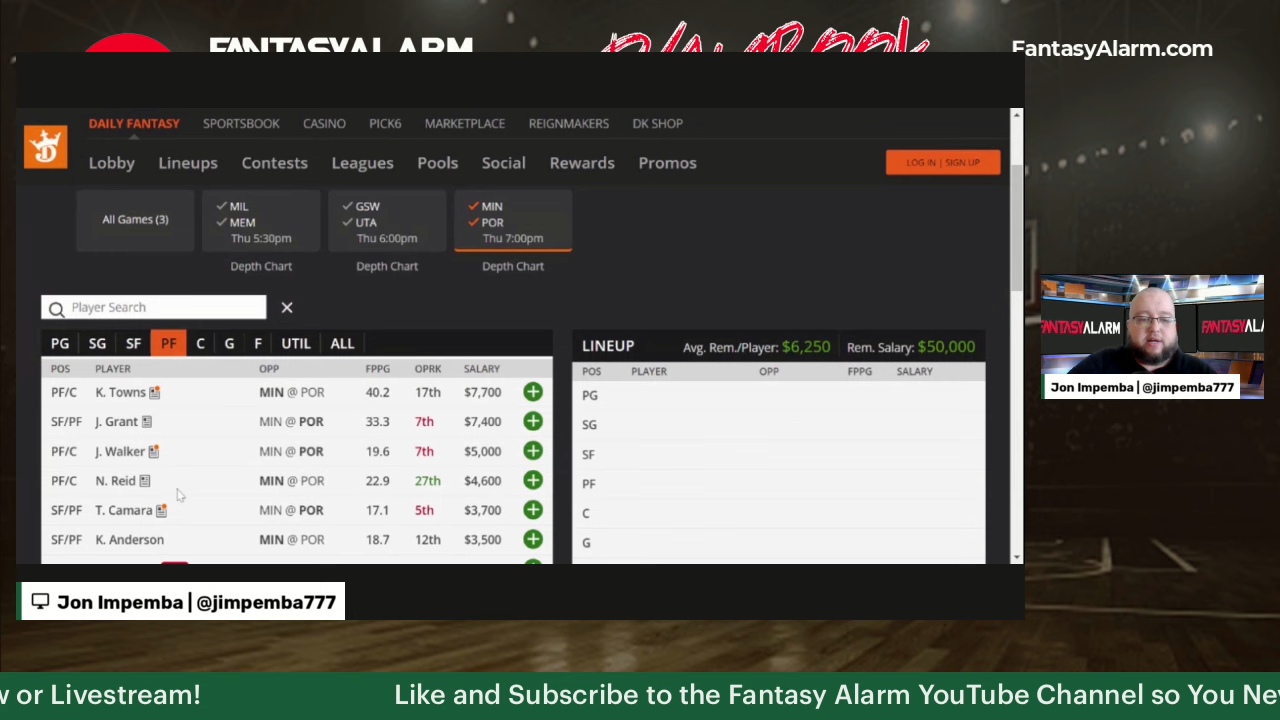 FANTASYALARM
PLAYBOOK
FantasyAlarm.com
DAILY FANTASY SPORTSBOOK CASINO PICK6 MARKETPLACE REIGNMAKERS DK SHOP
Lobby Lineups Contests Leagues Pools Social Rewards Promos
LOG IN | SIGN UP
All Games (3)
MIL
MEM
Thu 5:30pm
Depth Chart
GSW
UTA
Thu 6:00pm
Depth Chart
MIN
POR
Thu 7:00pm
Depth Chart
Player Search
PG SG SF PF C G F UTIL ALL
POS PLAYER OPP FPPG OPRK SALARY
PF/C K. Towns MIN @ POR 40.2 17th $7,700
SF/PF J. Grant MIN @ POR 33.3 7th $7,400
PF/C J. Walker MIN @ POR 19.6 7th $5,000
PF/C N. Reid MIN @ POR 22.9 27th $4,600
SF/PF T. Camara MIN @ POR 17.1 5th $3,700
SF/PF K. Anderson MIN @ POR 18.7 12th $3,500
LINEUP Avg. Rem./Player: $6,250 Rem. Salary: $50,000
POS PLAYER OPP FPPG SALARY
PG
SG
SF
PF
C
G
FANTASYALARM
FANTASYALA
Jon Impemba | @jimpemba777
Jon Impemba | @jimpemba777
w or Livestream! Like and Subscribe to the Fantasy Alarm YouTube Channel so You Nev